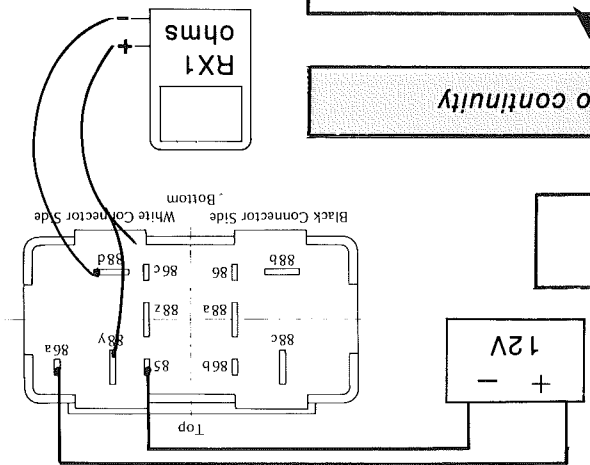 + −
12V
Top
88c 86b 85 88y 86a
88a 88z
88b 86 86c 88d
Bottom
Black Connector Side White Connector Side
o continuity
RX1
ohms
+
−